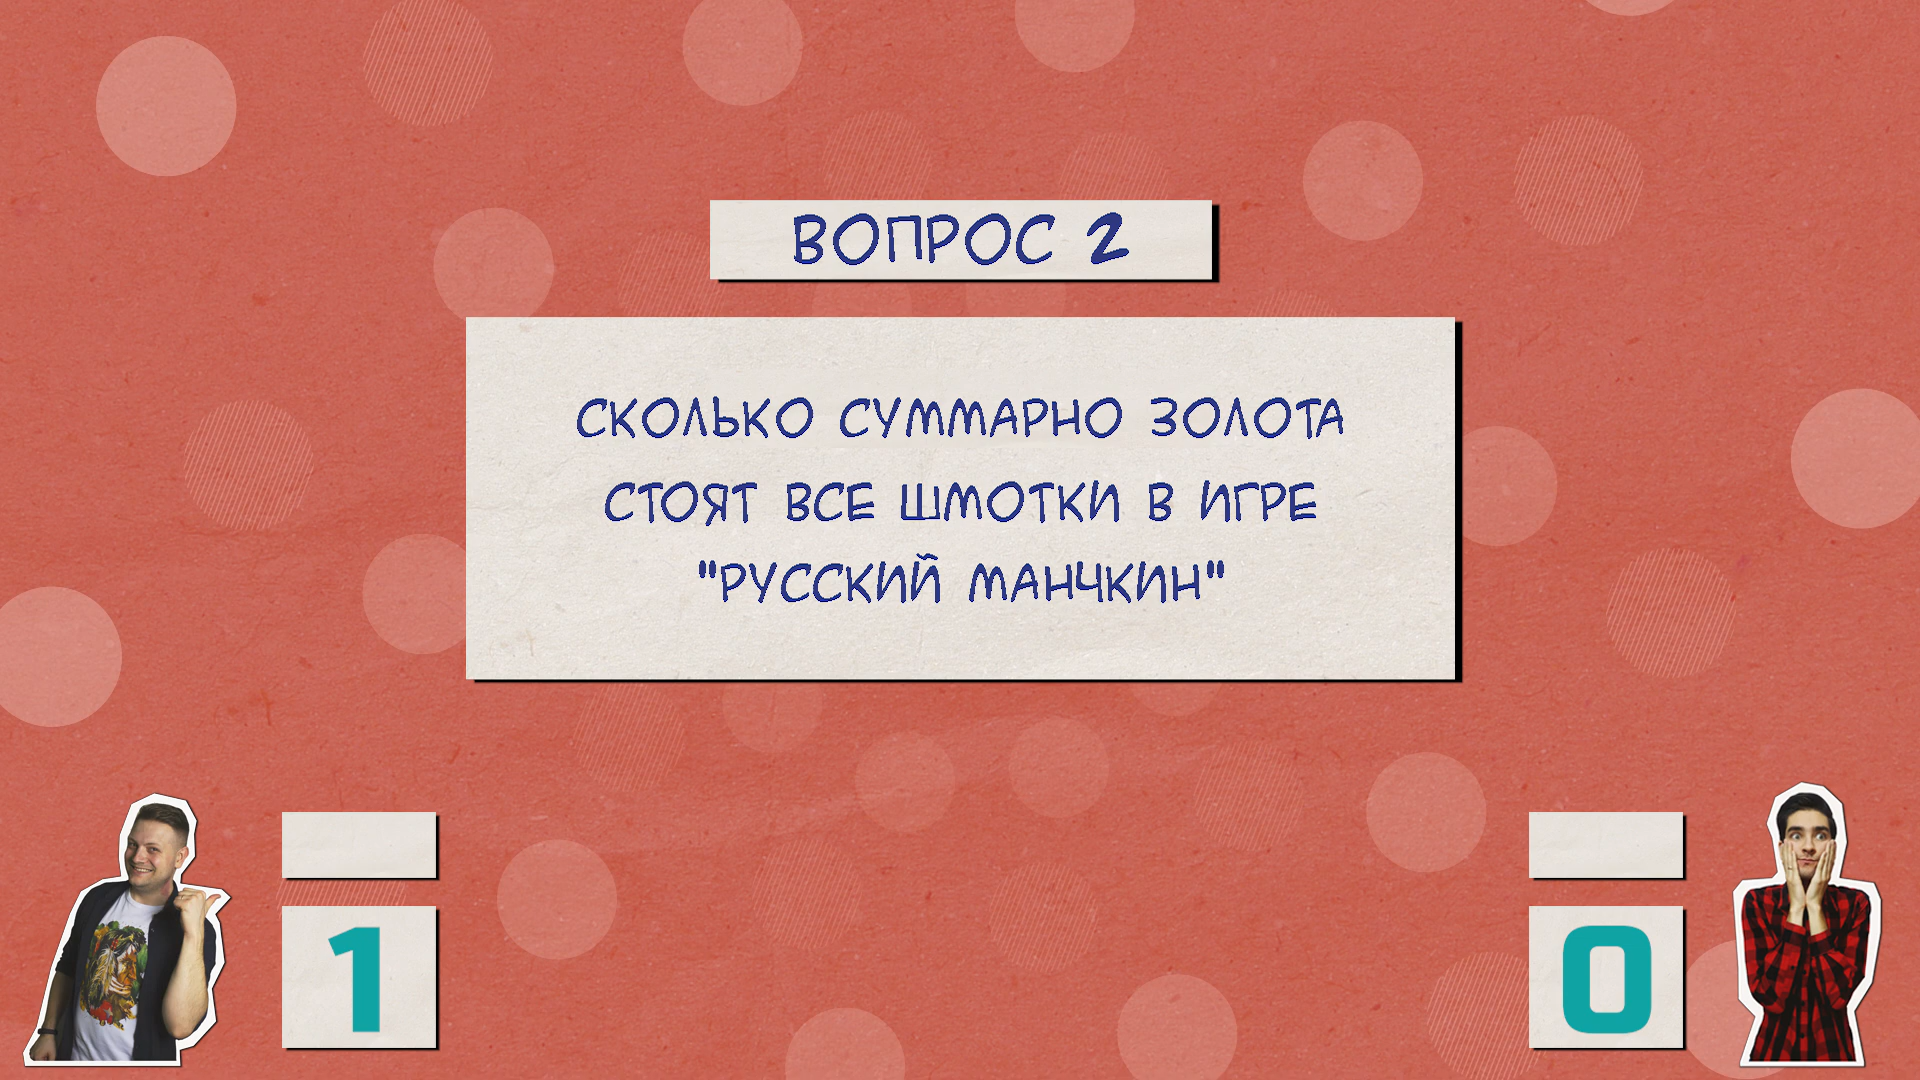 ВОПРОС 2
СКОЛЬКО СУММАРНО ЗОЛОТА
СТОЯТ ВСЕ ШМОТКИ В ИГРЕ
"РУССКИЙ МАНЧКИН"
1
0